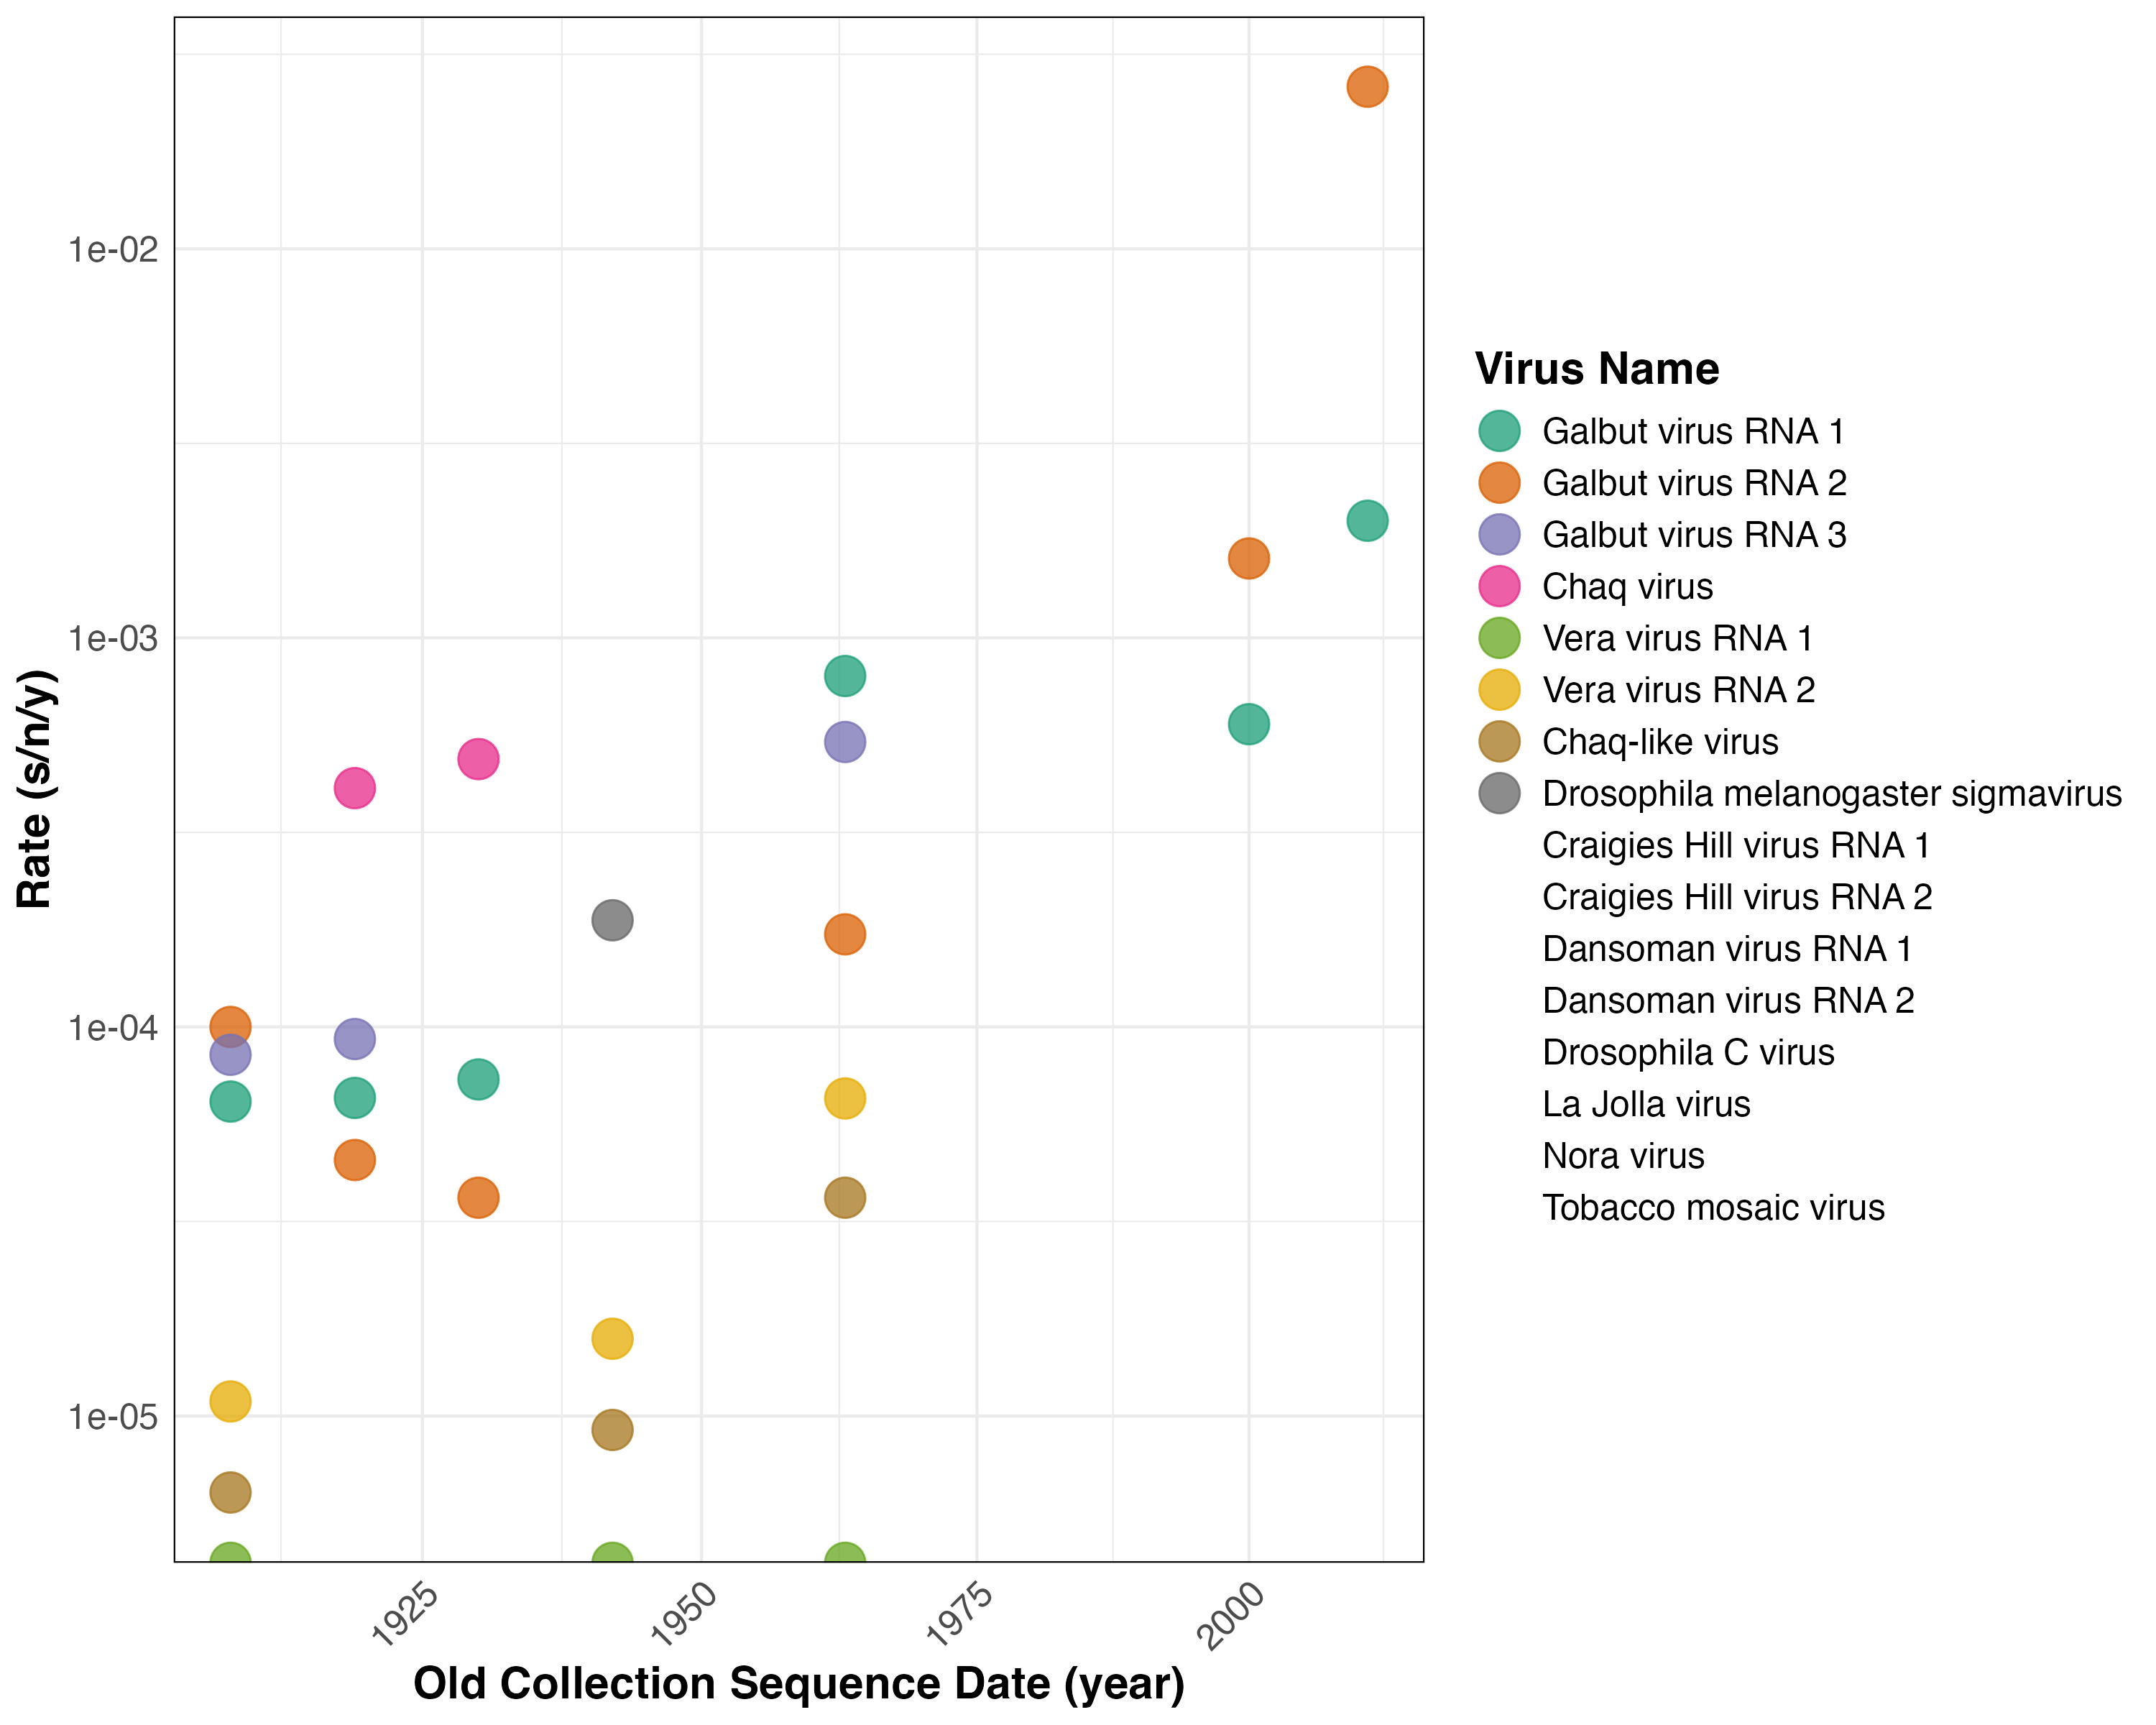 1e-02
1e-03
1e-04
1e-05
Rate (s/n/y)
1925
1950
1975
2000
Old Collection Sequence Date (year)
Virus Name
Galbut virus RNA 1
Galbut virus RNA 2
Galbut virus RNA 3
Chaq virus
Vera virus RNA 1
Vera virus RNA 2
Chaq-like virus
Drosophila melanogaster sigmavirus
Craigies Hill virus RNA 1
Craigies Hill virus RNA 2
Dansoman virus RNA 1
Dansoman virus RNA 2
Drosophila C virus
La Jolla virus
Nora virus
Tobacco mosaic virus